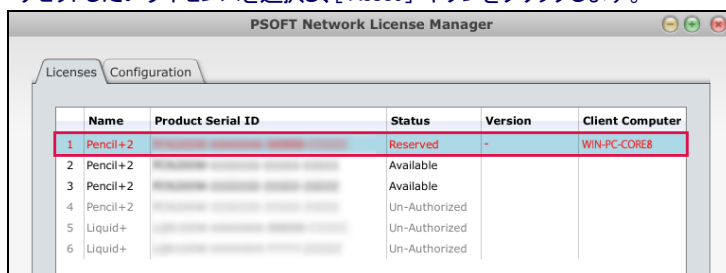 PSOFT Network License Manager
Licenses Configuration
Name Product Serial ID Status Version Client Computer
1 Pencil+2 Reserved - WIN-PC-CORE8
2 Pencil+2 Available
3 Pencil+2 Available
4 Pencil+2 Un-Authorized
5 Liquid+ Un-Authorized
6 Liquid+ Un-Authorized